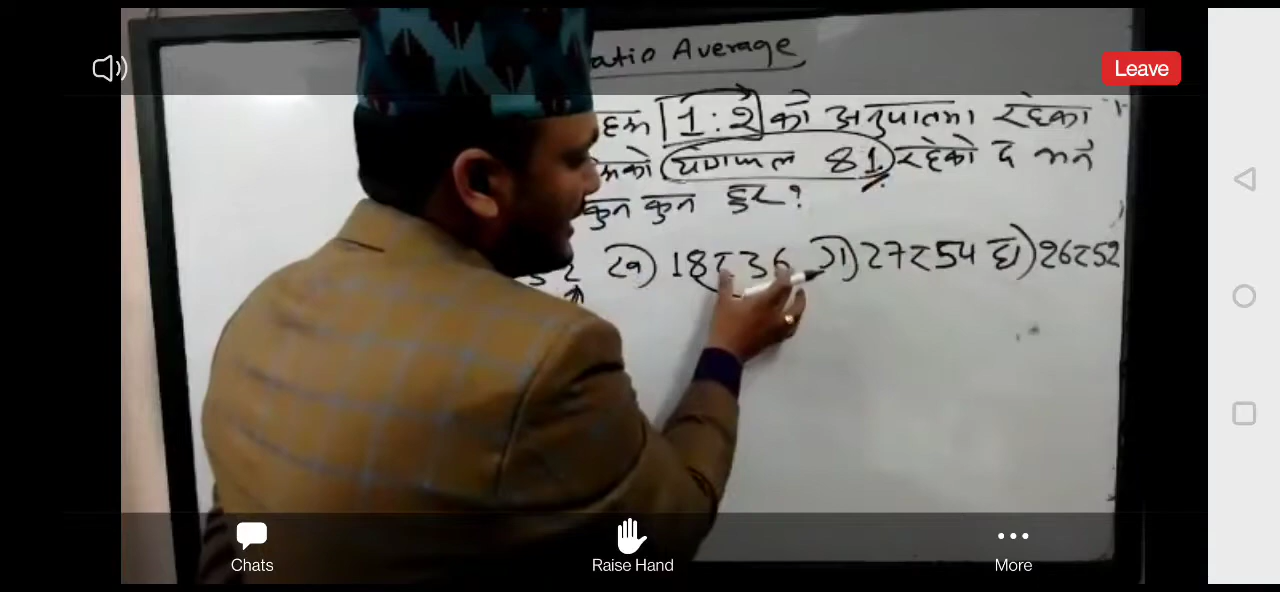 Leave
atio Average
1:2 को अनुपातमा रहेका
योगफल 81 रहेको छ भने
कुन कुन हुन्?
ख) 18 र 36 ग) 27 र 54 घ) 26 र 52
Chats
Raise Hand
More